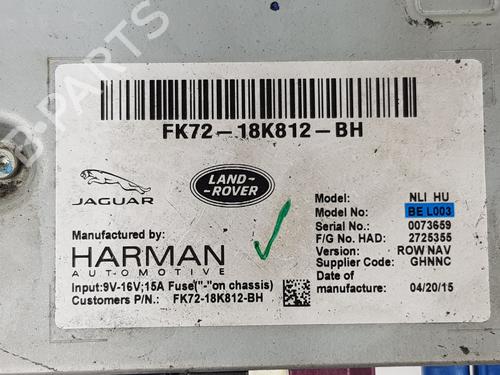 B-PARTS
FK72-18K812-BH
JAGUAR
LAND-
-ROVER
Manufactured by:
HARMAN
AUTOMOTIVE
Input:9V-16V;15A Fuse("-"on chassis)
Customers P/N.: FK72-18K812-BH
Model: NLI HU
Model No: BE L003
Serial No.: 0073659
F/G No. HAD: 2725355
Version: ROW NAV
Supplier Code: GHNNC
Date of
manufacture: 04/20/15